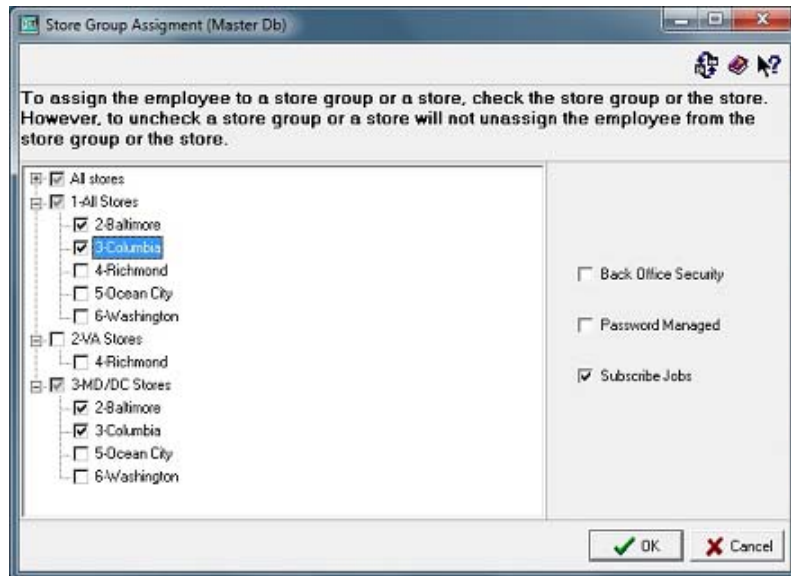 Store Group Assigment (Master Db)
To assign the employee to a store group or a store, check the store group or the store.
However, to uncheck a store group or a store will not unassign the employee from the
store group or the store.
All stores
1-All Stores
2-Baltimore
3-Columbia
4-Richmond
5-Ocean City
6-Washington
2-VA Stores
4-Richmond
3-MD/DC Stores
2-Baltimore
3-Columbia
5-Ocean City
6-Washington
Back Office Security
Password Managed
Subscribe Jobs
OK
Cancel